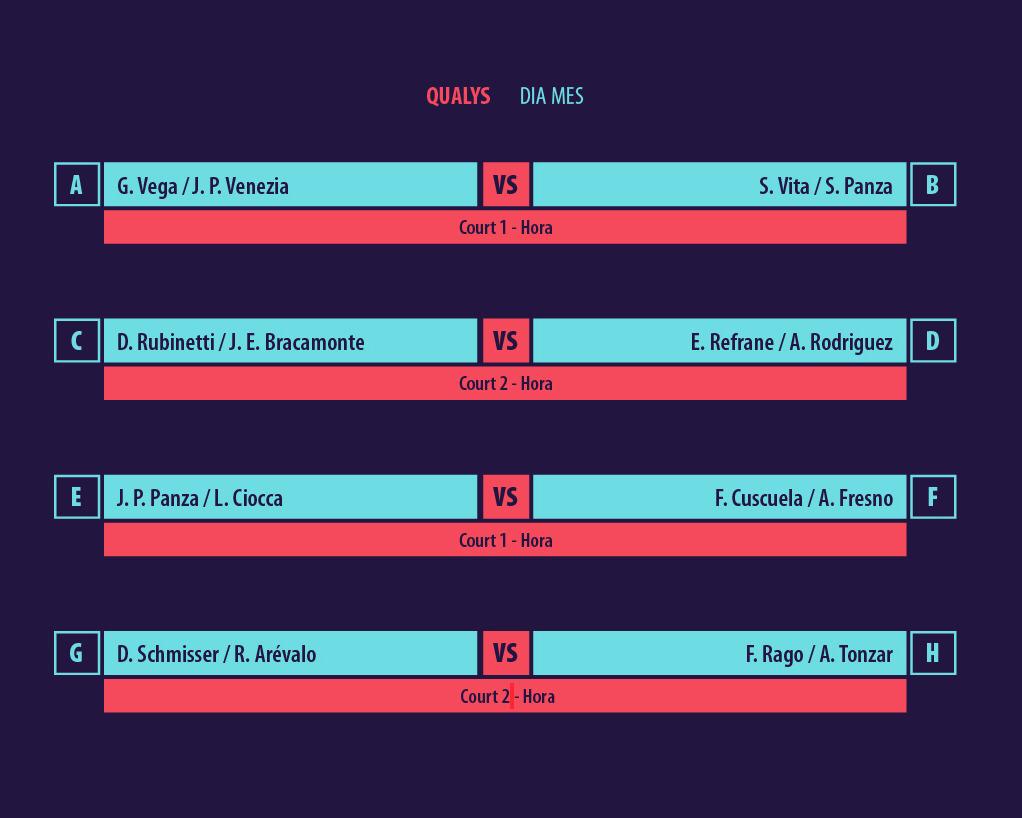 QUALYS DIA MES
A G. Vega / J. P. Venezia VS S. Vita / S. Panza B
Court 1 - Hora
C D. Rubinetti / J. E. Bracamonte VS E. Refrane / A. Rodriguez D
Court 2 - Hora
E J. P. Panza / L. Ciocca VS F. Cuscuela / A. Fresno F
Court 1 - Hora
G D. Schmisser / R. Arévalo VS F. Rago / A. Tonzar H
Court 2 - Hora